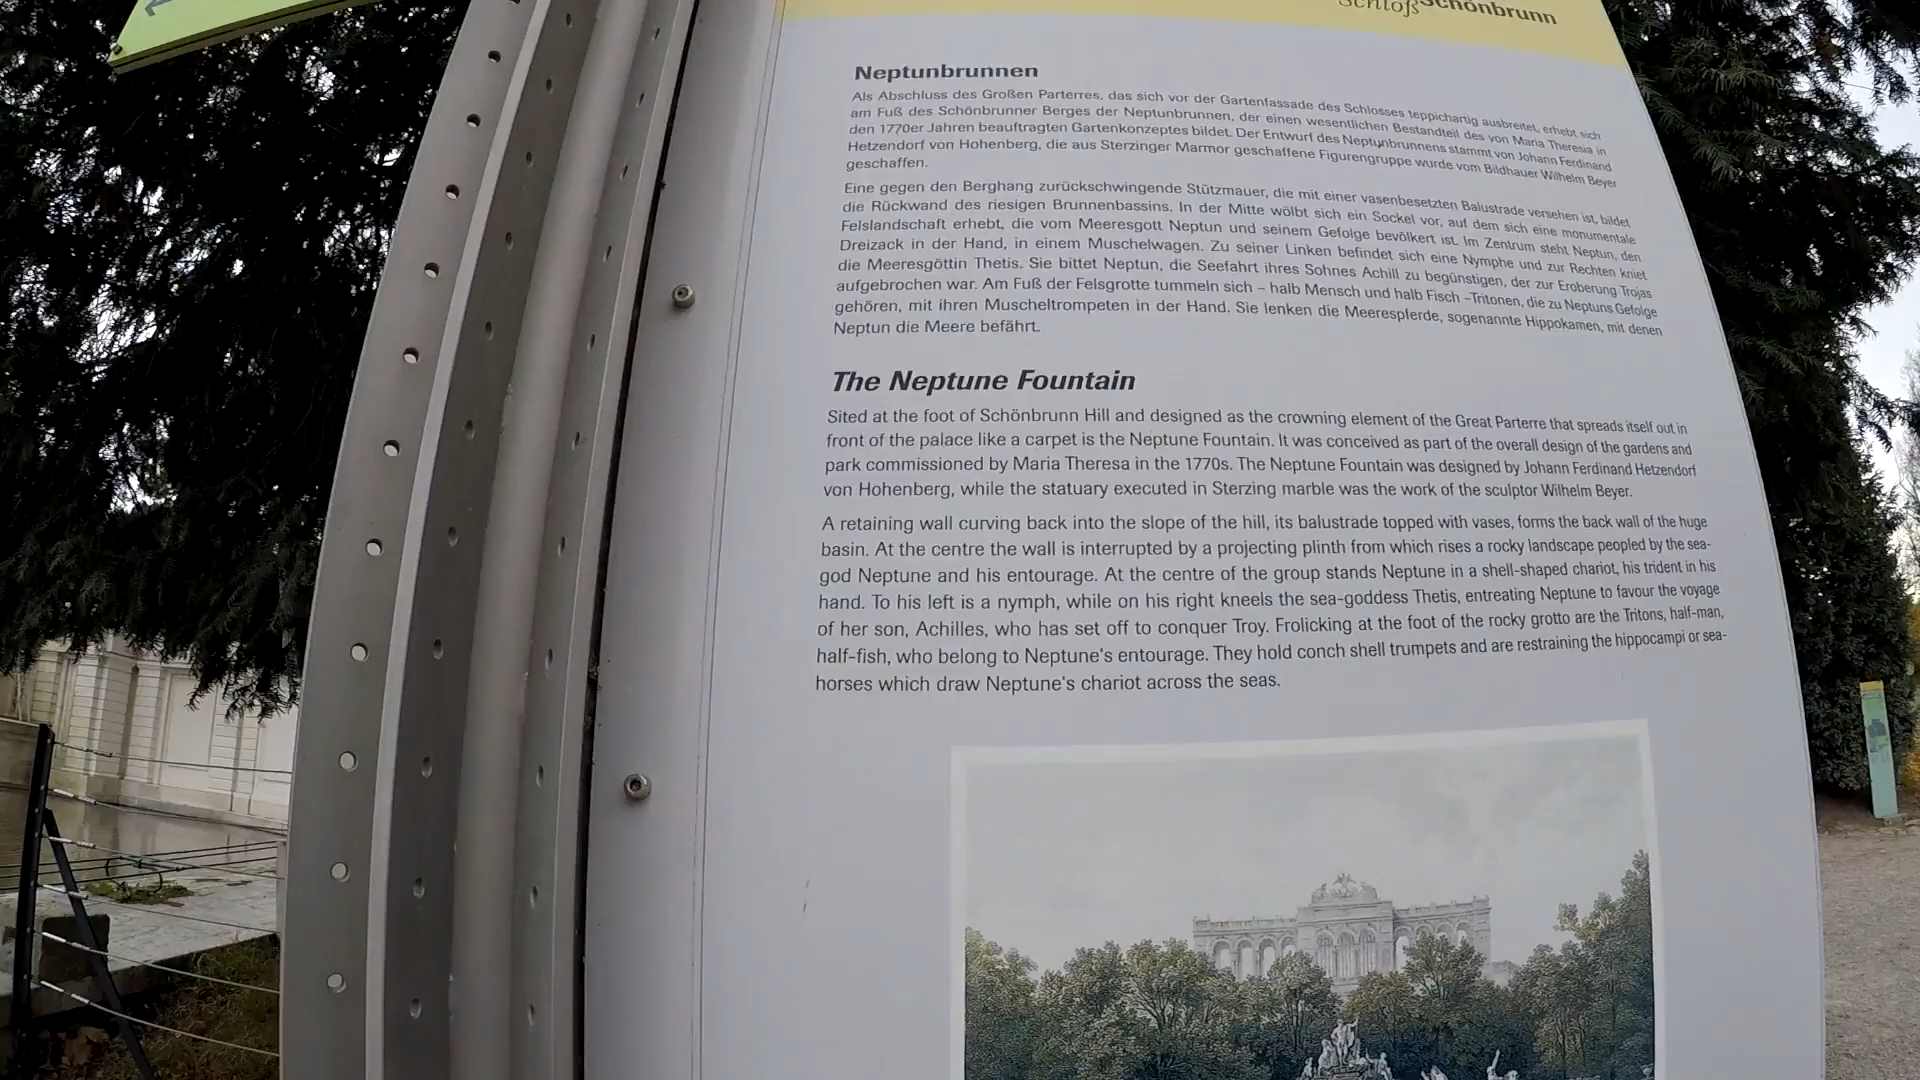 Schloß Schönbrunn
Neptunbrunnen
Als Abschluss des Großen Parterres, das sich vor der Gartenfassade des Schlosses teppichartig ausbreitet, erhebt sich
am Fuß des Schönbrunner Berges der Neptunbrunnen, der einen wesentlichen Bestandteil des von Maria Theresia in
den 1770er Jahren beauftragten Gartenkonzeptes bildet. Der Entwurf des Neptunbrunnens stammt von Johann Ferdinand
Hetzendorf von Hohenberg, die aus Sterzinger Marmor geschaffene Figurengruppe wurde vom Bildhauer Wilhelm Beyer
geschaffen.
Eine gegen den Berghang zurückschwingende Stützmauer, die mit einer vasenbesetzten Balustrade versehen ist, bildet
die Rückwand des riesigen Brunnenbassins. In der Mitte wölbt sich ein Sockel vor, auf dem sich eine monumentale
Felslandschaft erhebt, die vom Meeresgott Neptun und seinem Gefolge bevölkert ist. Im Zentrum steht Neptun, den
Dreizack in der Hand, in einem Muschelwagen. Zu seiner Linken befindet sich eine Nymphe und zur Rechten kniet
die Meeresgöttin Thetis. Sie bittet Neptun, die Seefahrt ihres Sohnes Achill zu begünstigen, der zur Eroberung Trojas
aufgebrochen war. Am Fuß der Felsgrotte tummeln sich – halb Mensch und halb Fisch –Tritonen, die zu Neptuns Gefolge
gehören, mit ihren Muscheltrompeten in der Hand. Sie lenken die Meerespferde, sogenannte Hippokamen, mit denen
Neptun die Meere befährt.
The Neptune Fountain
Sited at the foot of Schönbrunn Hill and designed as the crowning element of the Great Parterre that spreads itself out in
front of the palace like a carpet is the Neptune Fountain. It was conceived as part of the overall design of the gardens and
park commissioned by Maria Theresa in the 1770s. The Neptune Fountain was designed by Johann Ferdinand Hetzendorf
von Hohenberg, while the statuary executed in Sterzing marble was the work of the sculptor Wilhelm Beyer.
A retaining wall curving back into the slope of the hill, its balustrade topped with vases, forms the back wall of the huge
basin. At the centre the wall is interrupted by a projecting plinth from which rises a rocky landscape peopled by the sea-
god Neptune and his entourage. At the centre of the group stands Neptune in a shell-shaped chariot, his trident in his
hand. To his left is a nymph, while on his right kneels the sea-goddess Thetis, entreating Neptune to favour the voyage
of her son, Achilles, who has set off to conquer Troy. Frolicking at the foot of the rocky grotto are the Tritons, half-man,
half-fish, who belong to Neptune's entourage. They hold conch shell trumpets and are restraining the hippocampi or sea-
horses which draw Neptune's chariot across the seas.